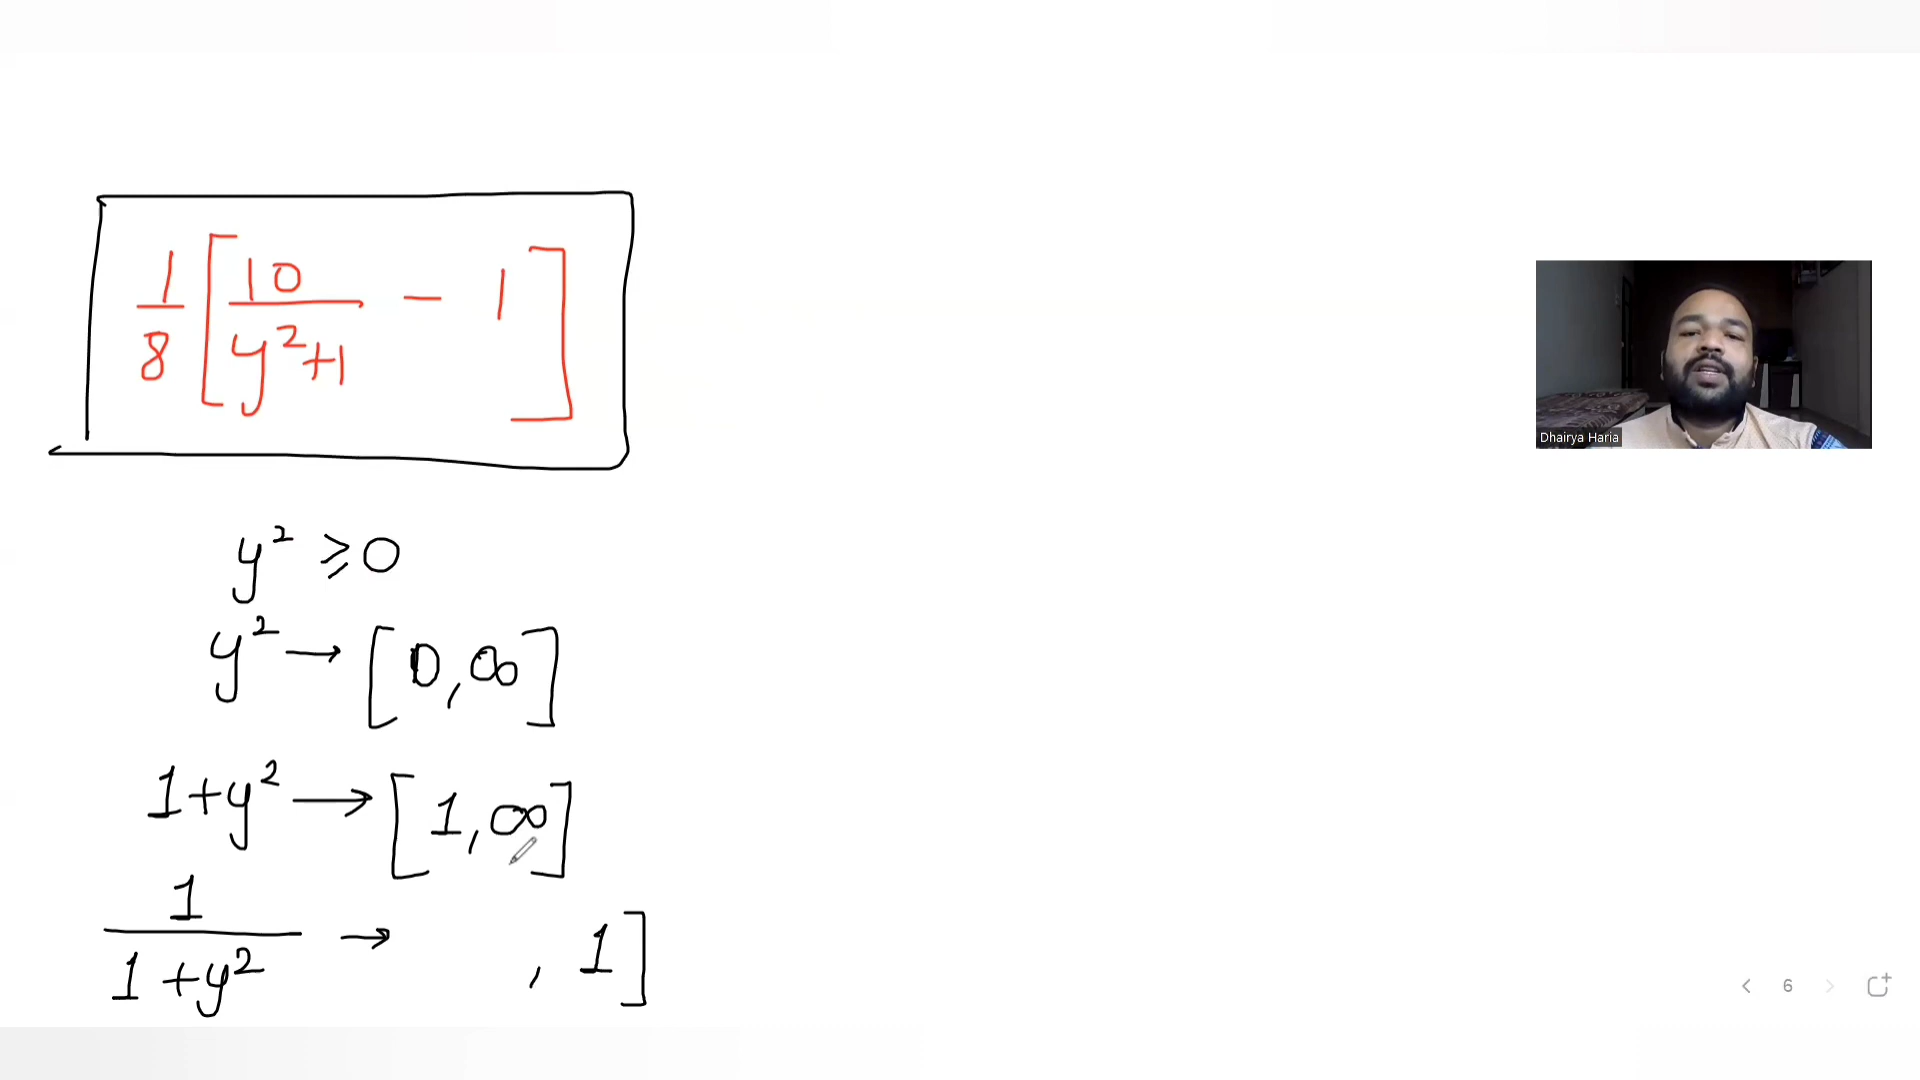 1/8 [10/(y²+1) − 1]
y² ⩾ 0
y² → [0, ∞]
1+y² → [1, ∞]
1/(1+y²) → , 1]
Dhairya Haria
< 6 >